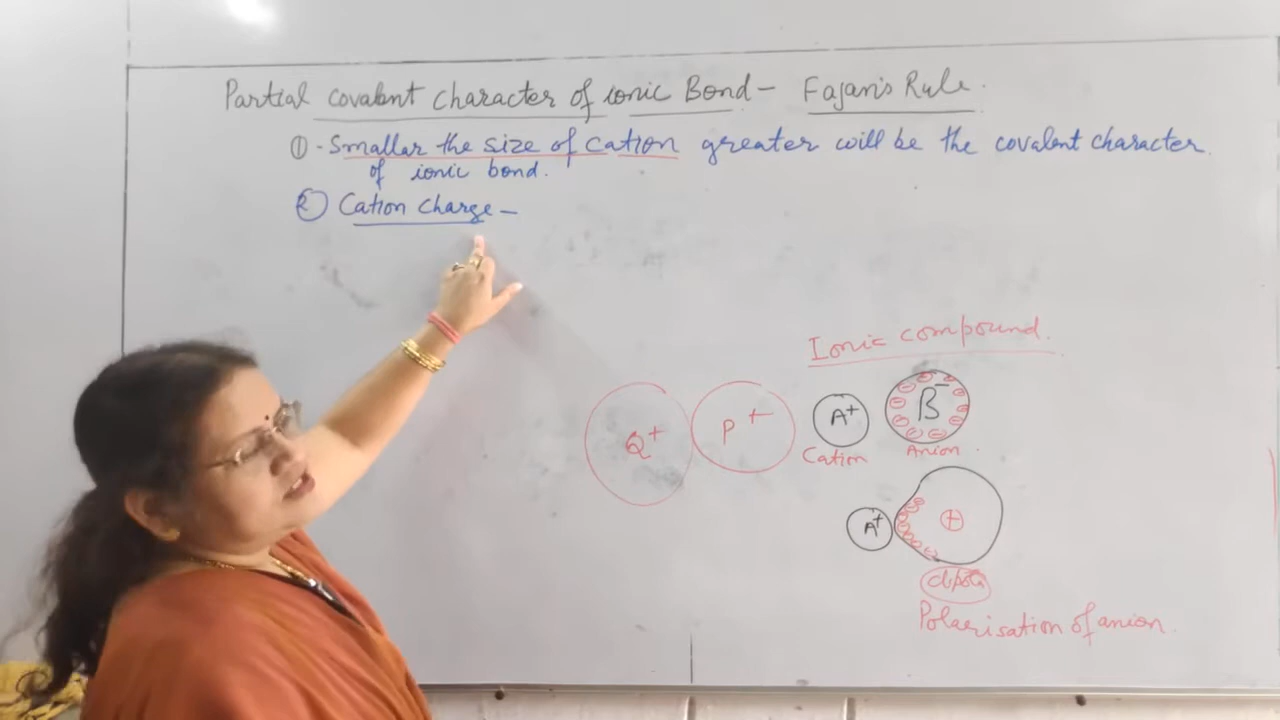 Partial covalent character of ionic Bond - Fajan's Rule.
① - Smallar the size of cation greater will be the covalent character
of ionic bond.
② Cation charge -
Ionic compound.
Q+ P+ A+ B-
Cation Anion
A+ +
dipole
Polarisation of anion.